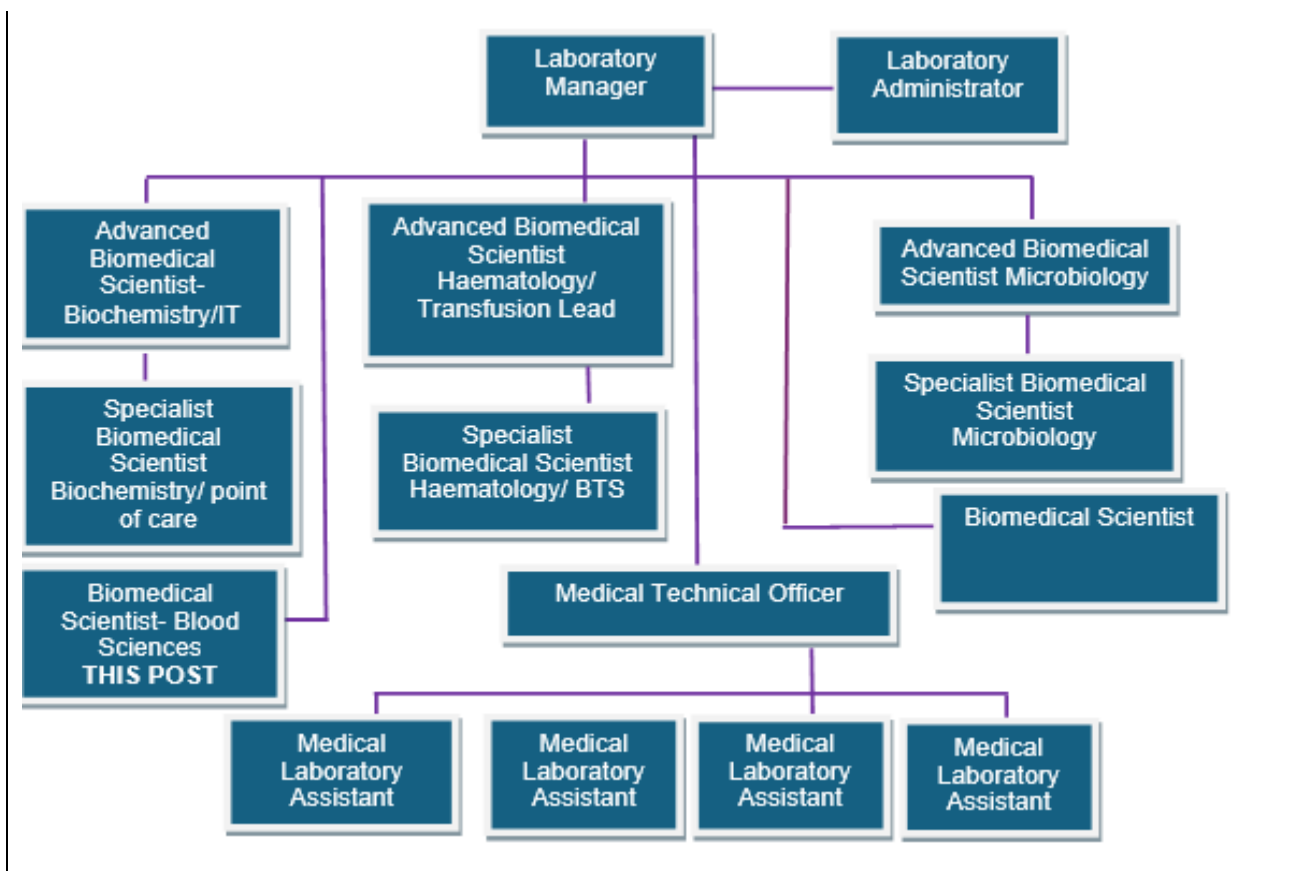 Laboratory
Manager
Laboratory
Administrator
Advanced
Biomedical
Scientist-
Biochemistry/IT
Advanced Biomedical
Scientist
Haematology/
Transfusion Lead
Advanced Biomedical
Scientist Microbiology
Specialist
Biomedical
Scientist
Biochemistry/ point
of care
Specialist
Biomedical Scientist
Haematology/ BTS
Specialist Biomedical
Scientist
Microbiology
Biomedical Scientist
Biomedical
Scientist- Blood
Sciences
THIS POST
Medical Technical Officer
Medical
Laboratory
Assistant
Medical
Laboratory
Assistant
Medical
Laboratory
Assistant
Medical
Laboratory
Assistant